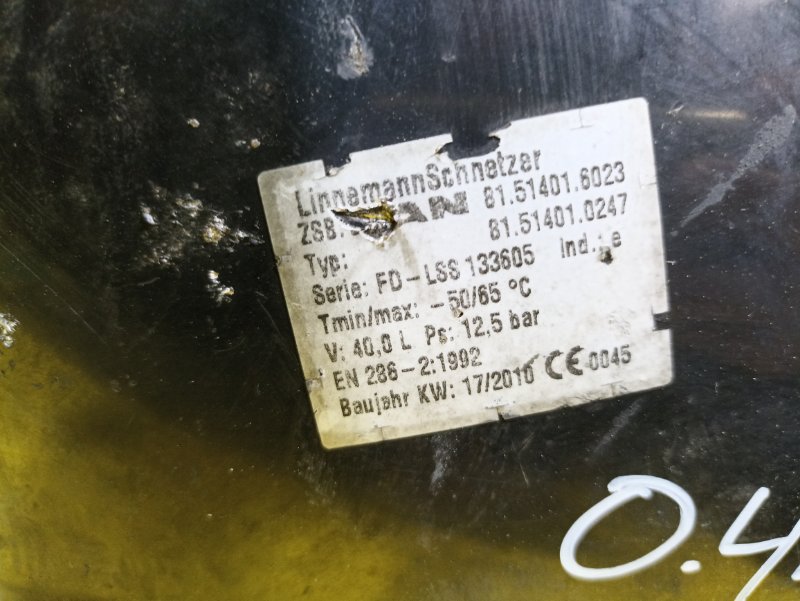 LinnemannSchnetzer
81.51401.6023
81.51401.0247
Typ: Ind.: e
Serie: FD-LSS 133605
Tmin/max: -50/65 °C
V: 40,0 L Ps: 12,5 bar
EN 286-2:1992
Baujahr KW: 17/2010 CE 0045